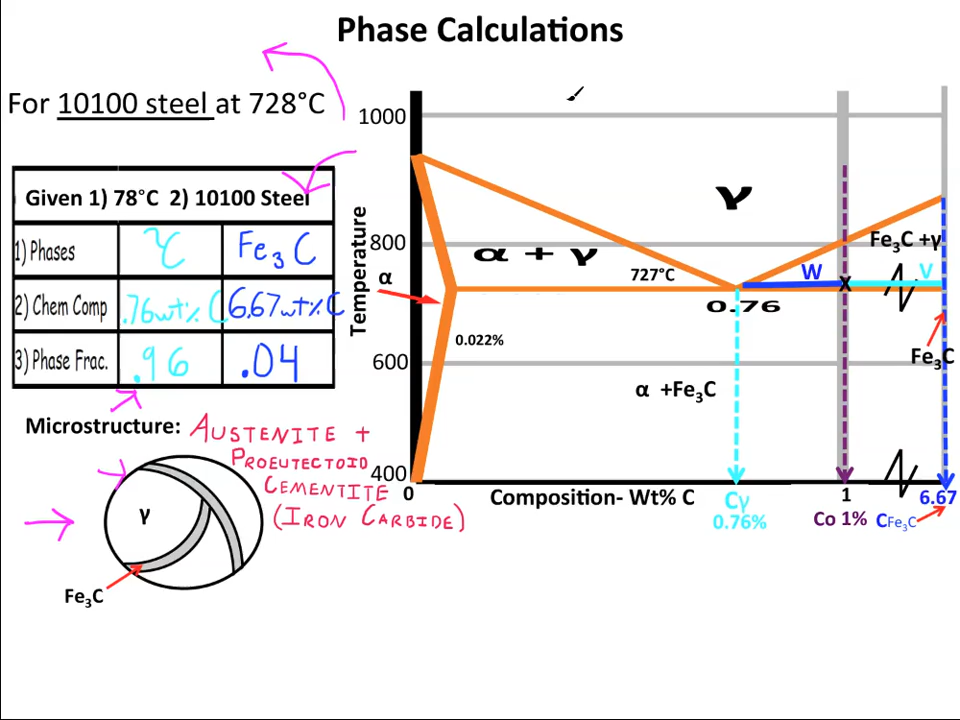 Phase Calculations
For 10100 steel at 728°C
Given 1) 78°C 2) 10100 Steel
1) Phases
γ
Fe₃C
2) Chem Comp
.76wt% C
6.67wt% C
3) Phase Frac.
.96
.04
Microstructure:
AUSTENITE +
PROEUTECTOID
CEMENTITE
(IRON CARBIDE)
γ
Fe₃C
Temperature
1000
800
600
400
γ
α + γ
Fe₃C +γ
727°C
W
X
V
α
0.76
0.022%
Fe₃C
α +Fe₃C
0
Composition- Wt% C
Cγ
0.76%
1
Co 1%
6.67
CFe₃C